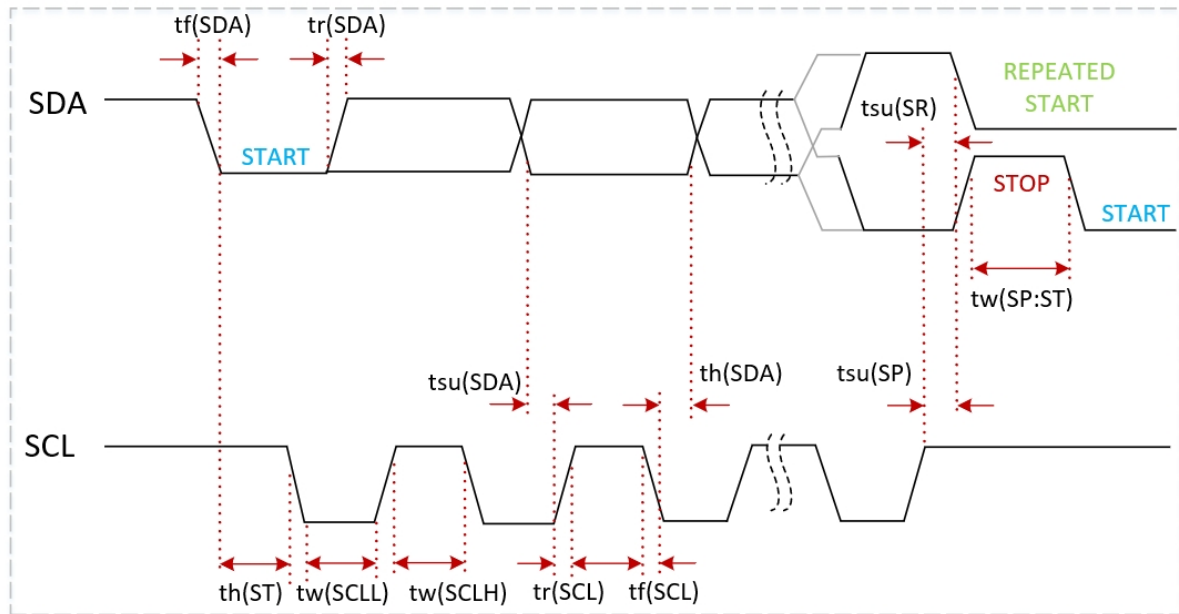 tf(SDA)
tr(SDA)
SDA
START
tsu(SR)
REPEATED
START
STOP
START
tw(SP:ST)
tsu(SDA)
th(SDA)
tsu(SP)
SCL
th(ST)
tw(SCLL)
tw(SCLH)
tr(SCL)
tf(SCL)